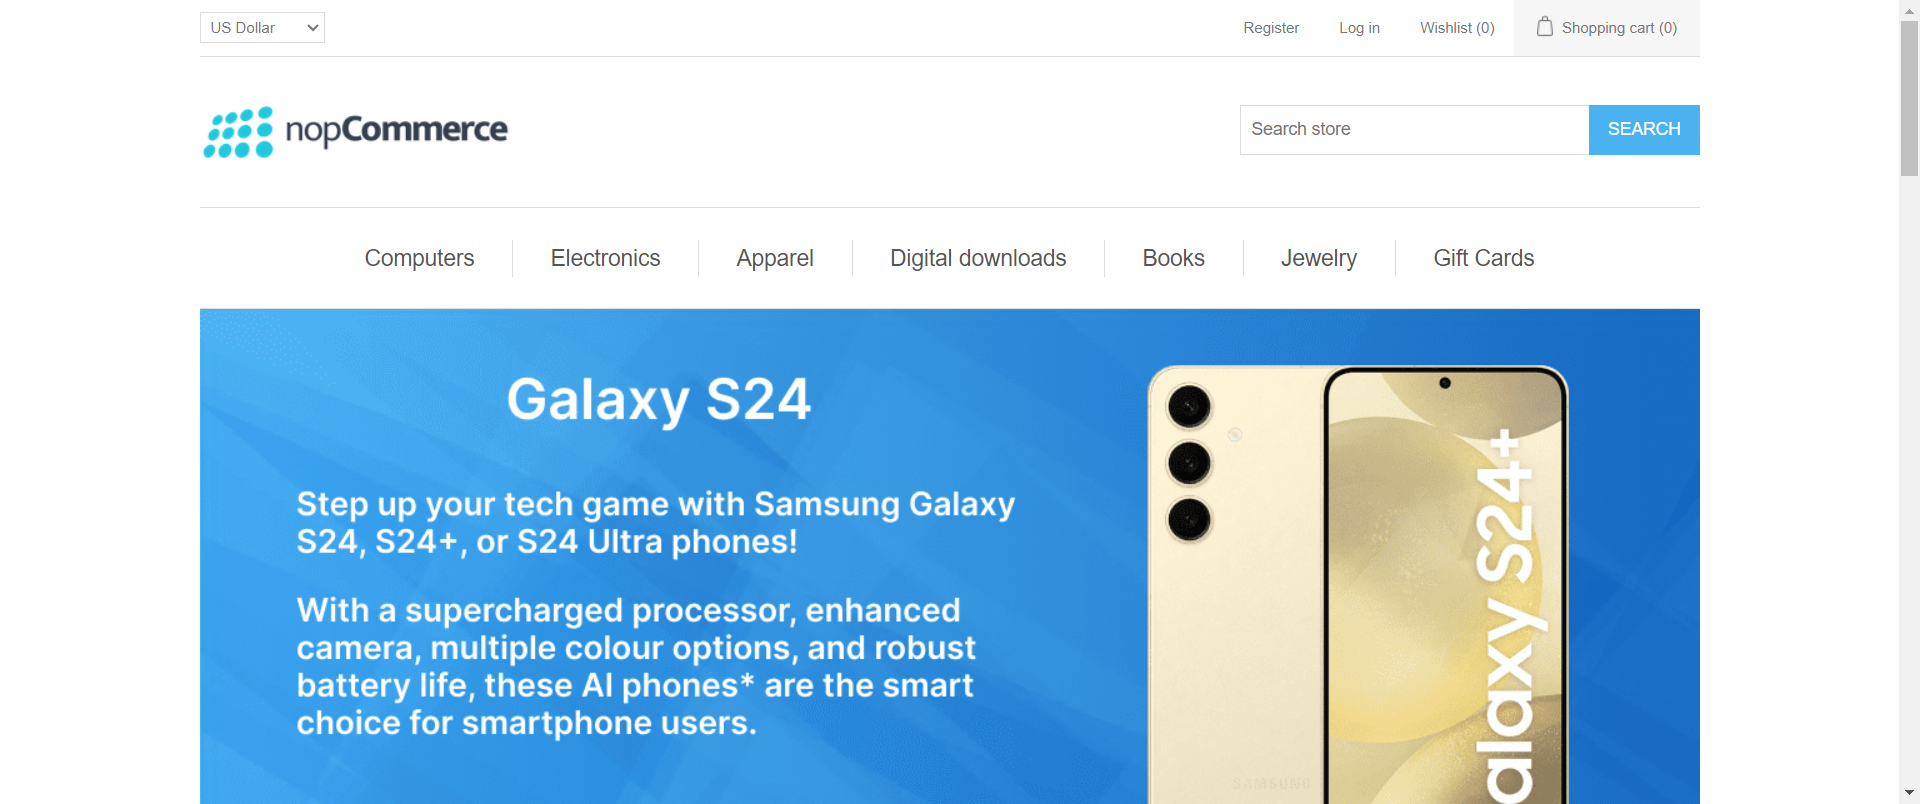 US Dollar
Register
Log in
Wishlist (0)
Shopping cart (0)
nopCommerce
Search store
SEARCH
Computers
Electronics
Apparel
Digital downloads
Books
Jewelry
Gift Cards
Galaxy S24
Step up your tech game with Samsung Galaxy
S24, S24+, or S24 Ultra phones!
With a supercharged processor, enhanced
camera, multiple colour options, and robust
battery life, these AI phones* are the smart
choice for smartphone users.
alaxy S24+
SAMSUNG